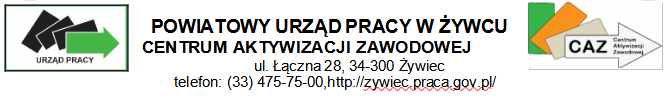 POWIATOWY URZĄD PRACY W ŻYWCU
CENTRUM AKTYWIZACJI ZAWODOWEJ
ul. Łączna 28, 34-300 Żywiec
telefon: (33) 475-75-00,http://zywiec.praca.gov.pl/
URZĄD PRACY
CAZ
Centrum
Aktywizacji
Zawodowej